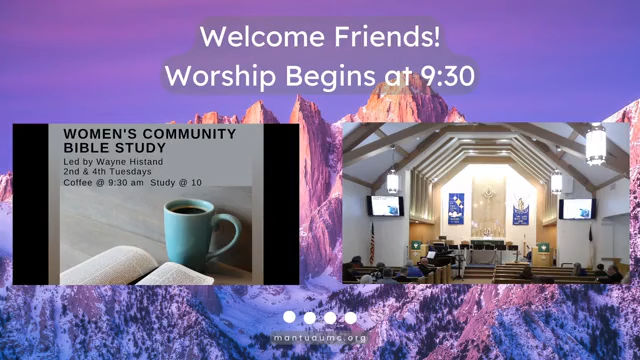 Welcome Friends!
Worship Begins at 9:30
WOMEN'S COMMUNITY
BIBLE STUDY
Led by Wayne Histand
2nd & 4th Tuesdays
Coffee @ 9:30 am Study @ 10
mantuaumc.org